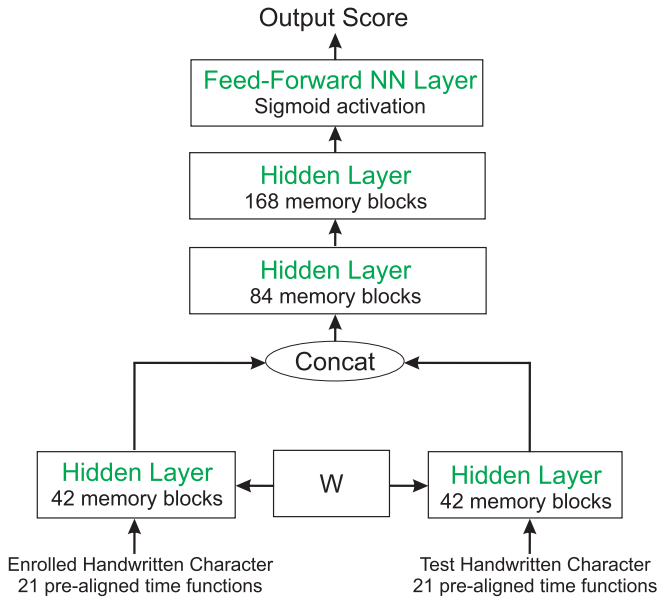 Output Score
Feed-Forward NN Layer
Sigmoid activation
Hidden Layer
168 memory blocks
Hidden Layer
84 memory blocks
Concat
Hidden Layer
42 memory blocks
W
Hidden Layer
42 memory blocks
Enrolled Handwritten Character
21 pre-aligned time functions
Test Handwritten Character
21 pre-aligned time functions